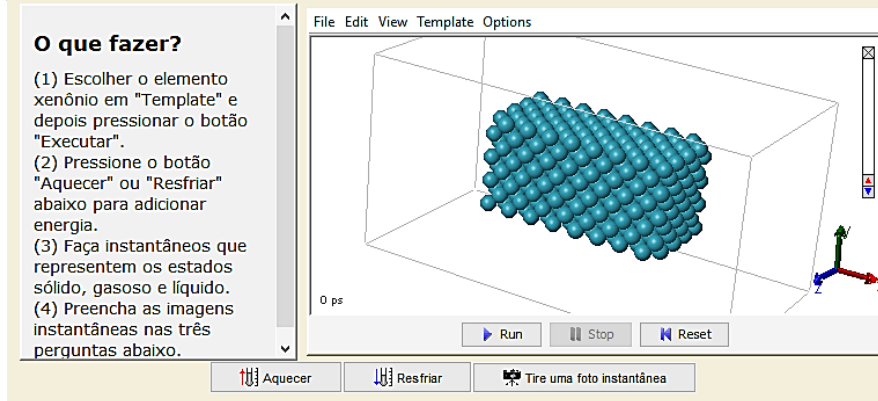 O que fazer?
(1) Escolher o elemento
xenônio em "Template" e
depois pressionar o botão
"Executar".
(2) Pressione o botão
"Aquecer" ou "Resfriar"
abaixo para adicionar
energia.
(3) Faça instantâneos que
representem os estados
sólido, gasoso e líquido.
(4) Preencha as imagens
instantâneas nas três
perguntas abaixo.
File Edit View Template Options
y
z
0 ps
Run Stop Reset
Aquecer Resfriar Tire uma foto instantânea